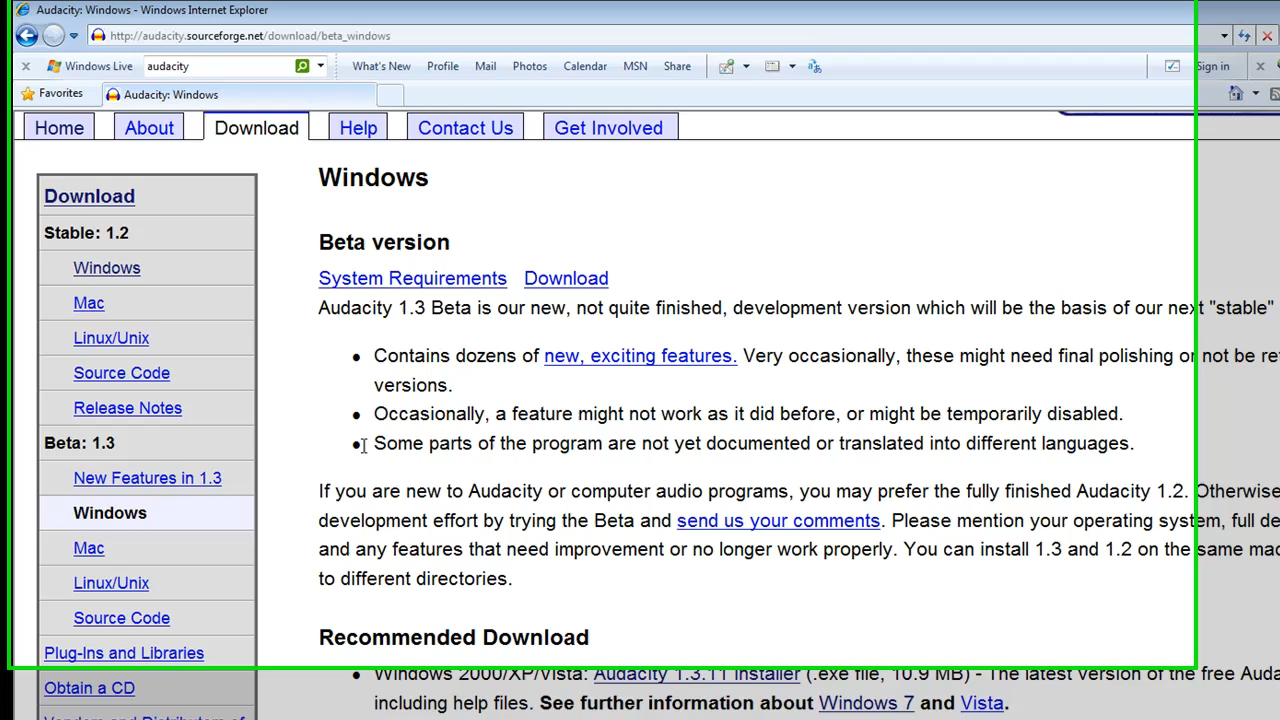 Audacity: Windows - Windows Internet Explorer
http://audacity.sourceforge.net/download/beta_windows
Windows Live audacity What's New Profile Mail Photos Calendar MSN Share Sign in
Favorites Audacity: Windows
Home About Download Help Contact Us Get Involved
Download
Stable: 1.2
Windows
Mac
Linux/Unix
Source Code
Release Notes
Beta: 1.3
New Features in 1.3
Windows
Mac
Linux/Unix
Source Code
Plug-Ins and Libraries
Obtain a CD
Vendors and Distributors of
Windows
Beta version
System Requirements Download
Audacity 1.3 Beta is our new, not quite finished, development version which will be the basis of our next "stable"
• Contains dozens of new, exciting features. Very occasionally, these might need final polishing or not be
versions.
• Occasionally, a feature might not work as it did before, or might be temporarily disabled.
• Some parts of the program are not yet documented or translated into different languages.
If you are new to Audacity or computer audio programs, you may prefer the fully finished Audacity 1.2. Otherwise
development effort by trying the Beta and send us your comments. Please mention your operating system, full
and any features that need improvement or no longer work properly. You can install 1.3 and 1.2 on the same
to different directories.
Recommended Download
• Windows 2000/XP/Vista: Audacity 1.3.11 installer (.exe file, 10.9 MB) - The latest version of the free
including help files. See further information about Windows 7 and Vista.